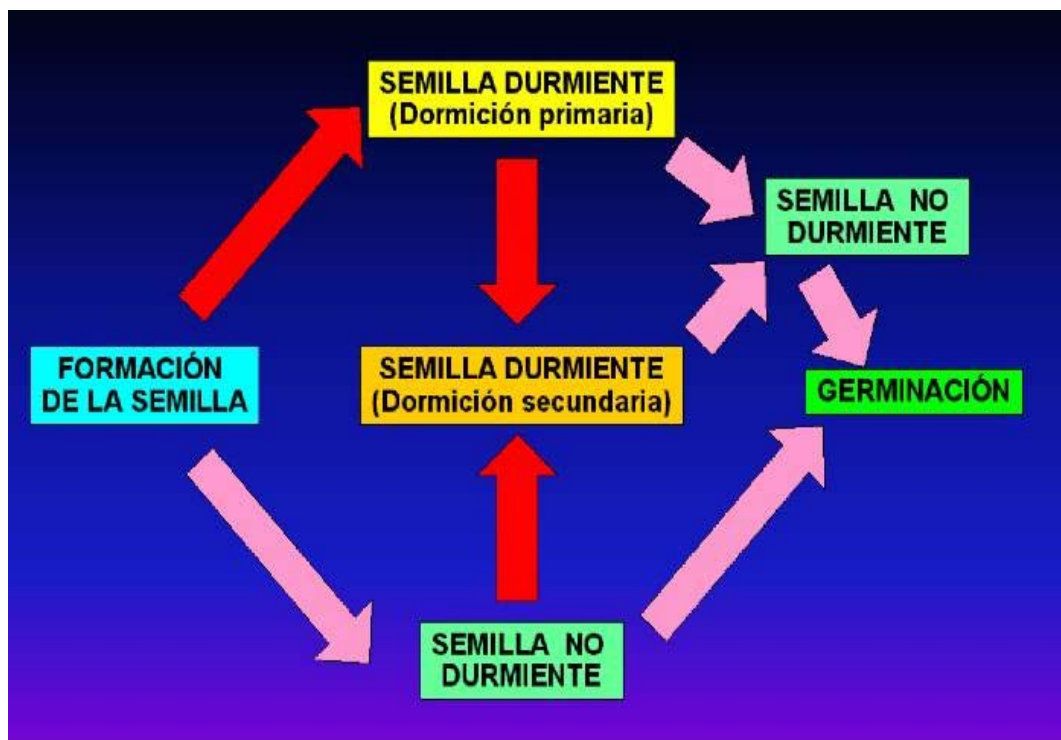 SEMILLA DURMIENTE
(Dormición primaria)
SEMILLA NO
DURMIENTE
FORMACIÓN
DE LA SEMILLA
SEMILLA DURMIENTE
(Dormición secundaria)
GERMINACIÓN
SEMILLA NO
DURMIENTE